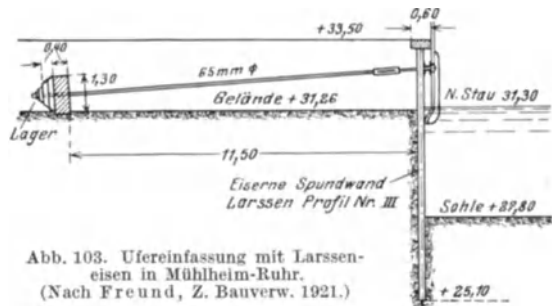 0,60
+33,50
0,40
1,30
65mm ϕ
Lager
Gelände +31,26
N. Stau 31,30
11,50
Eiserne Spundwand
Larssen Profil Nr. III
Sohle +27,80
+25,10
Abb. 103. Ufereinfassung mit Larssen-
eisen in Mühlheim-Ruhr.
(Nach Freund, Z. Bauverw. 1921.)